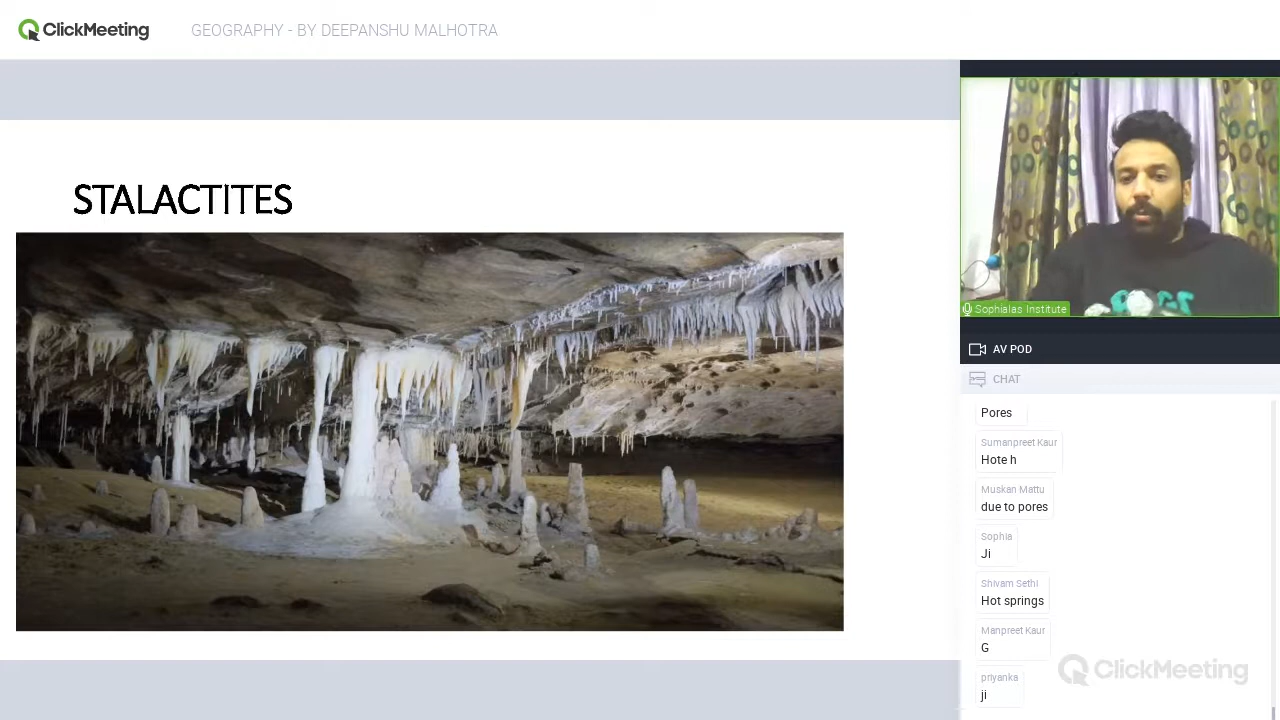 ClickMeeting
GEOGRAPHY - BY DEEPANSHU MALHOTRA
STALACTITES
Sophialas Institute
AV POD
CHAT
Pores
Sumanpreet Kaur
Hote h
Muskan Mattu
due to pores
Sophia
Ji
Shivam Sethi
Hot springs
Manpreet Kaur
G
priyanka
ji
ClickMeeting